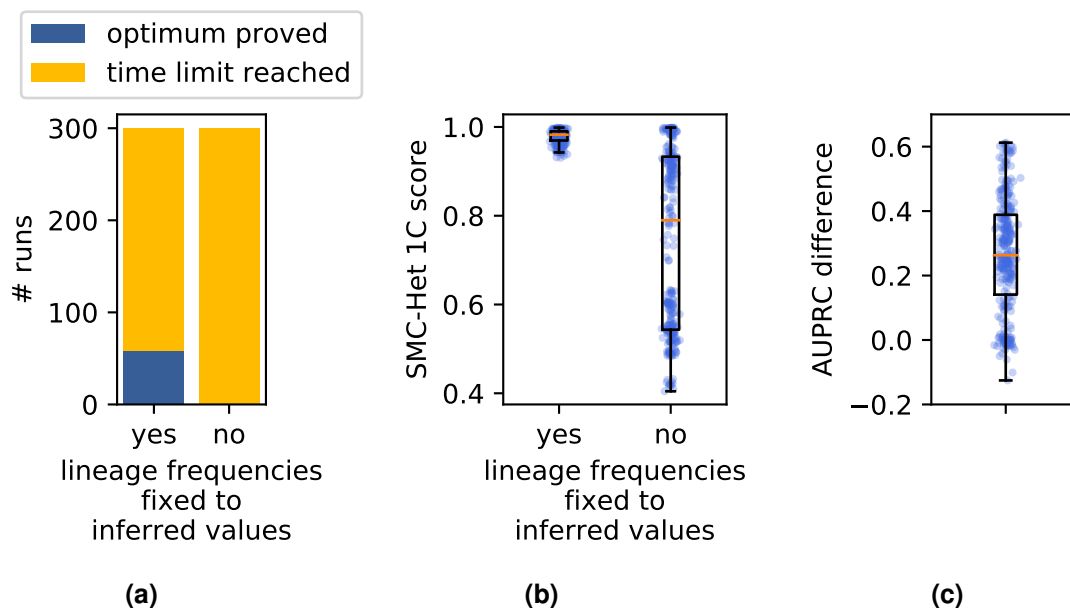 optimum proved
time limit reached
# runs
300
200
100
0
yes no
lineage frequencies
fixed to
inferred values
(a)
SMC-Het 1C score
1.0
0.8
0.6
0.4
yes no
lineage frequencies
fixed to
inferred values
(b)
AUPRC difference
0.6
0.4
0.2
0.0
−0.2
(c)